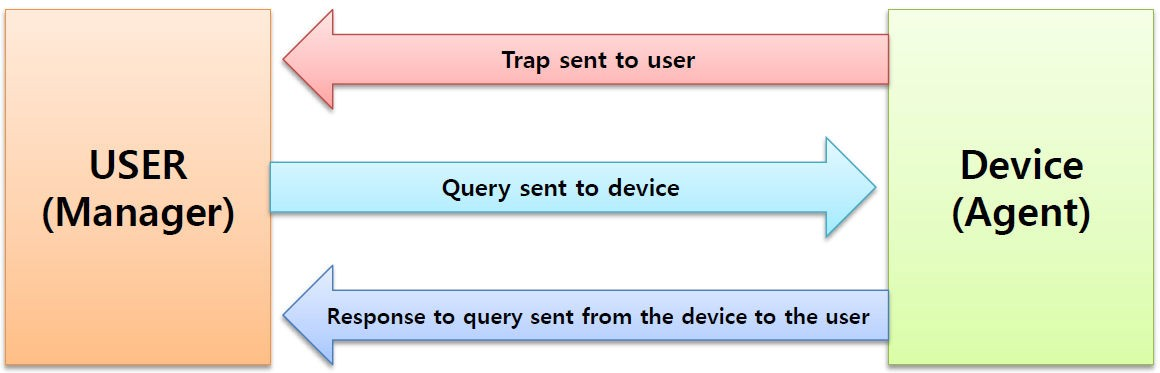 USER
(Manager)
Trap sent to user
Query sent to device
Response to query sent from the device to the user
Device
(Agent)